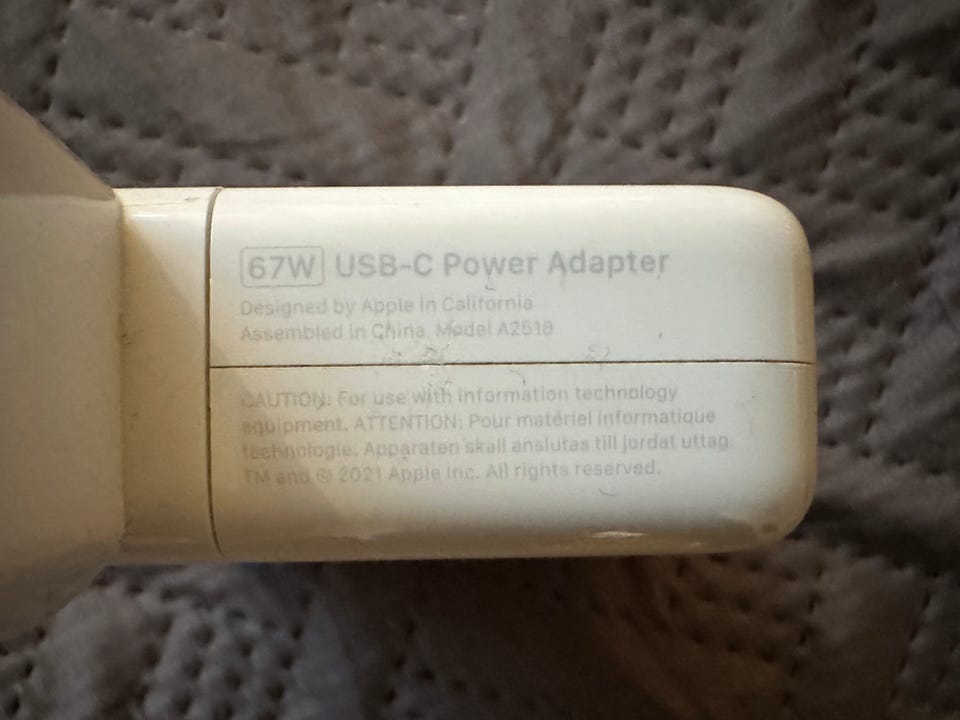 67W USB-C Power Adapter
Designed by Apple in California
Assembled in China Model A2518
CAUTION: For use with information technology
equipment. ATTENTION: Pour matériel informatique
technologie. Apparaten skall anslutas till jordat uttag.
TM and © 2021 Apple Inc. All rights reserved.